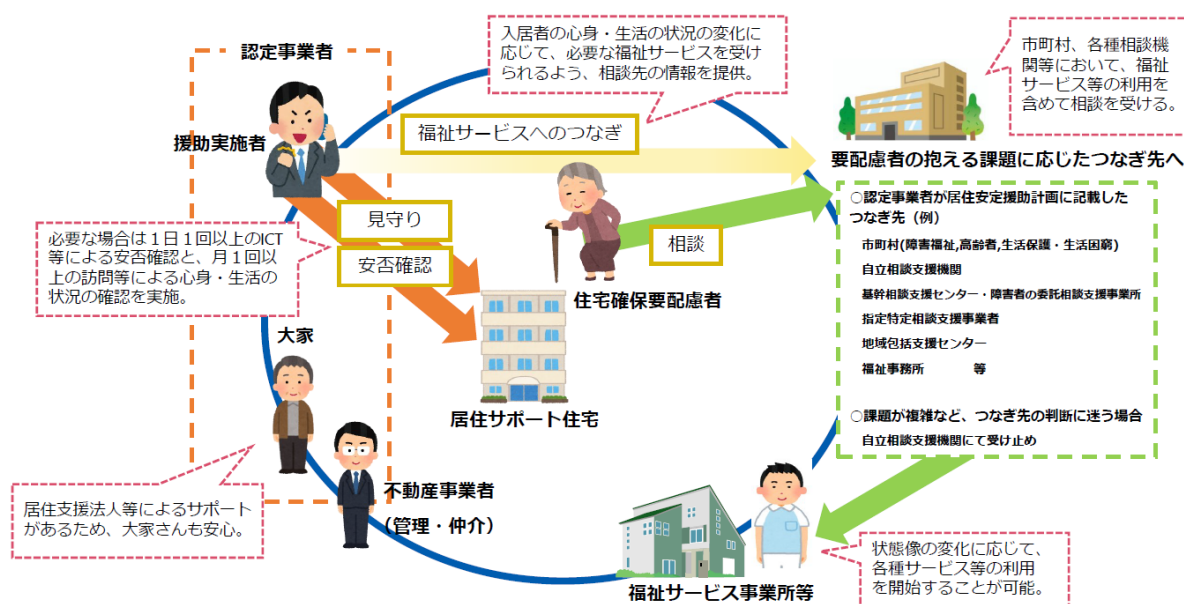 認定事業者
援助実施者
入居者の心身・生活の状況の変化に
応じて、必要な福祉サービスを受け
られるよう、相談先の情報を提供。
市町村、各種相談機
関等において、福祉
サービス等の利用を
含めて相談を受ける。
福祉サービスへのつなぎ
要配慮者の抱える課題に応じたつなぎ先へ
見守り
安否確認
相談
必要な場合は１日１回以上のICT
等による安否確認と、月１回以
上の訪問等による心身・生活の
状況の確認を実施。
住宅確保要配慮者
○認定事業者が居住安定援助計画に記載した
つなぎ先（例）
市町村(障害福祉,高齢者,生活保護・生活困窮)
自立相談支援機関
基幹相談支援センター・障害者の委託相談支援事業所
指定特定相談支援事業者
地域包括支援センター
福祉事務所　　　等
○課題が複雑など、つなぎ先の判断に迷う場合
自立相談支援機関にて受け止め
大家
居住サポート住宅
不動産事業者
（管理・仲介）
居住支援法人等によるサポート
があるため、大家さんも安心。
福祉サービス事業所等
状態像の変化に応じて、
各種サービス等の利用
を開始することが可能。